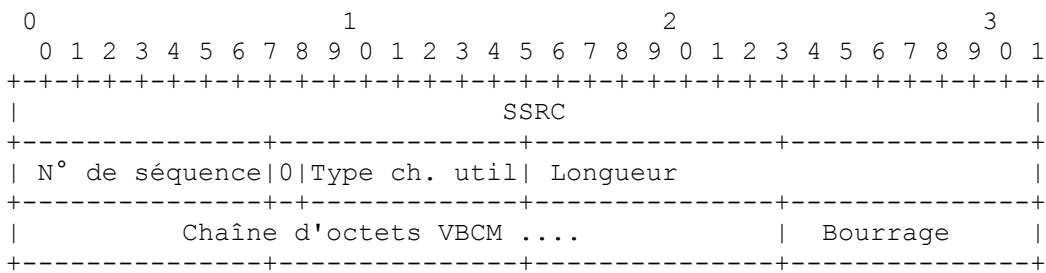 0                   1                   2                   3
  0 1 2 3 4 5 6 7 8 9 0 1 2 3 4 5 6 7 8 9 0 1 2 3 4 5 6 7 8 9 0 1
+-+-+-+-+-+-+-+-+-+-+-+-+-+-+-+-+-+-+-+-+-+-+-+-+-+-+-+-+-+-+-+-+
|                              SSRC                             |
+---------------+---------------+---------------+---------------+
| N° de séquence|0|Type ch. util| Longueur                      |
+---------------+-+-------------+---------------+---------------+
|          Chaîne d'octets VBCM ....            |  Bourrage     |
+---------------+---------------+---------------+---------------+